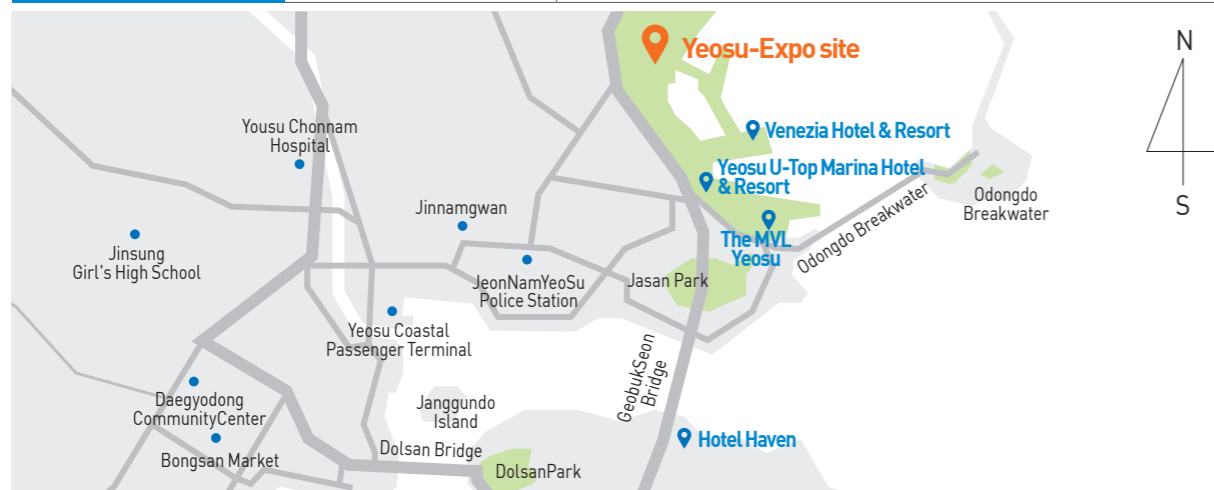 Yeosu-Expo site
N
S
Yousu Chonnam
Hospital
Venezia Hotel & Resort
Yeosu U-Top Marina Hotel
& Resort
Odongdo
Breakwater
Odongdo Breakwater
Jinnamgwan
The MVL
Yeosu
Jinsung
Girl's High School
JeonNamYeoSu
Police Station
Jasan Park
Yeosu Coastal
Passenger Terminal
GeobukSeon
Bridge
Daegyodong
CommunityCenter
Janggundo
Island
Hotel Haven
Bongsan Market
Dolsan Bridge
DolsanPark